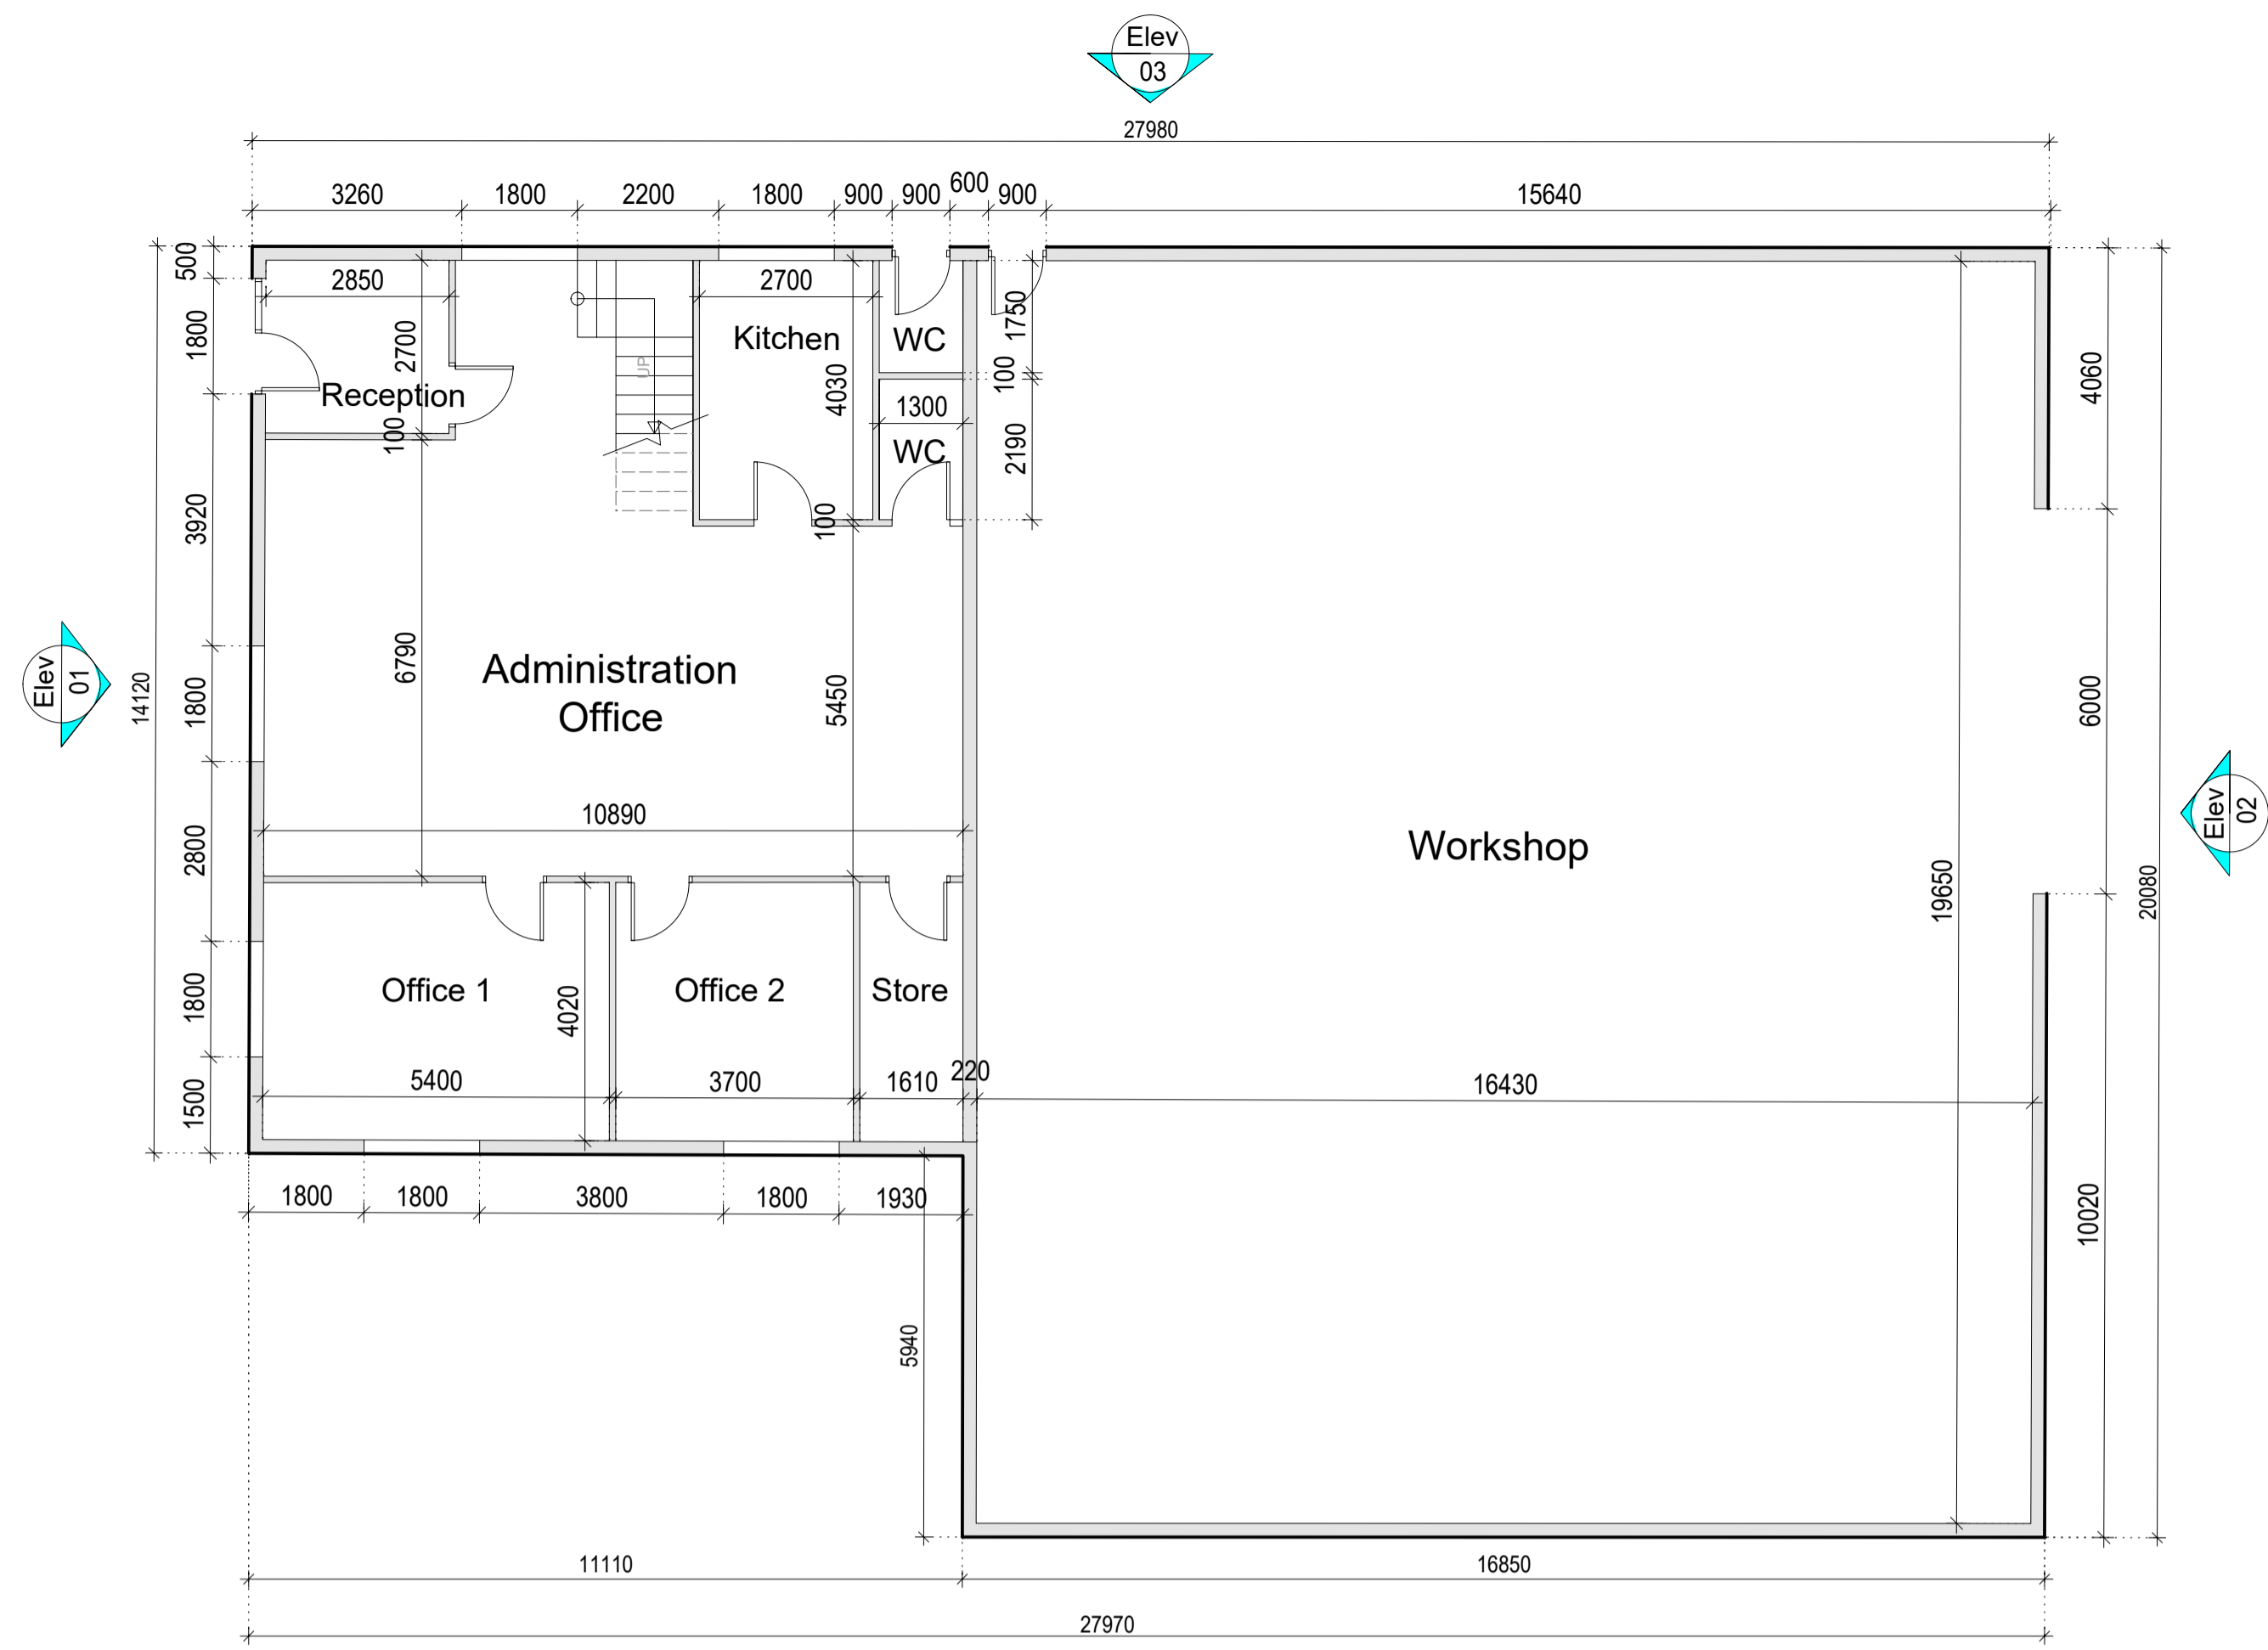 Elev
03
27980
3260 1800 2200 1800 900 900 600 900 15640
500
2850
2700
1800
2700
Kitchen
WC
1750
UP
4030
100
4060
Reception
1300
100
WC
2190
3920
100
Elev
01
14120
6790
Administration
Office
1800
5450
6000
Elev
02
10890
2800
Workshop
19650
20080
Office 1
Office 2
Store
1800
4020
5400
3700
1610
220
16430
1500
1800 1800 3800 1800 1930
10020
5940
11110
16850
27970